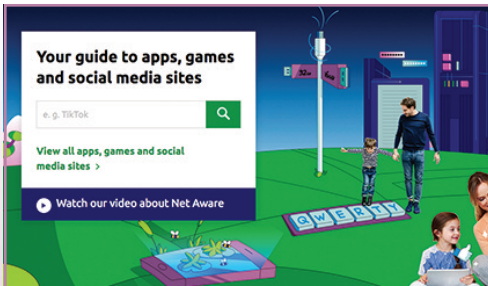 Your guide to apps, games
and social media sites
e. g. TikTok
View all apps, games and social
media sites >
Watch our video about Net Aware
32GB
QWERTY